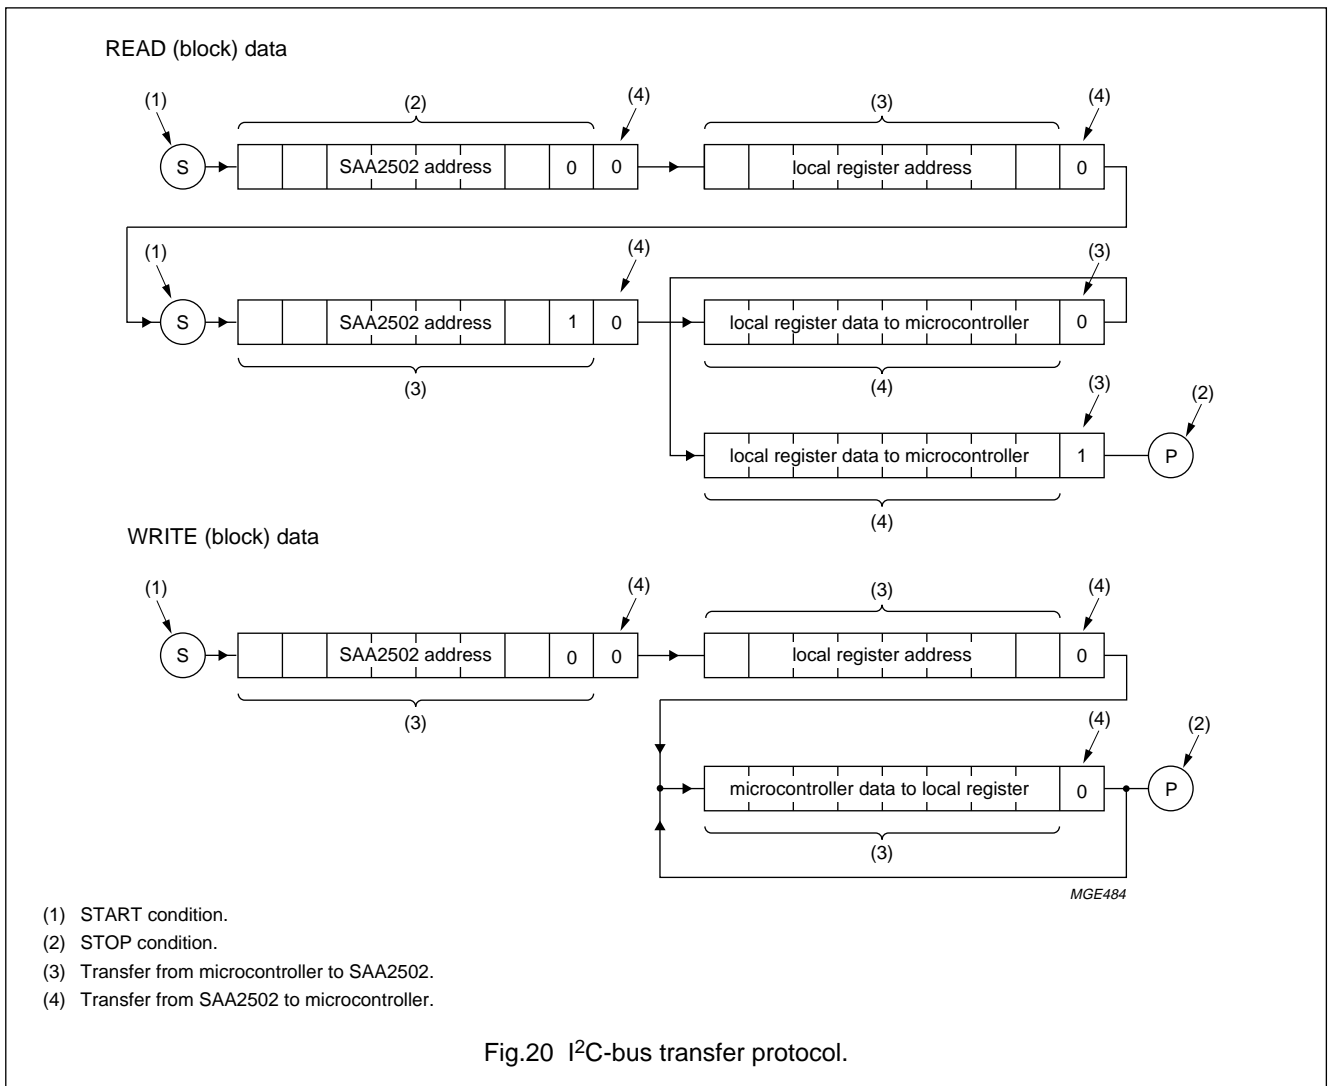 READ (block) data
(1) (2) (4) (3) (4)
S SAA2502 address 0 0 local register address 0
(1) (4) (3)
S SAA2502 address 1 0 local register data to microcontroller 0
(3) (4) (3) (2)
local register data to microcontroller 1 P
(4)
WRITE (block) data
(1) (4) (3) (4)
S SAA2502 address 0 0 local register address 0
(3) (4) (2)
microcontroller data to local register 0 P
(3)
MGE484
(1) START condition.
(2) STOP condition.
(3) Transfer from microcontroller to SAA2502.
(4) Transfer from SAA2502 to microcontroller.
Fig.20 I²C-bus transfer protocol.